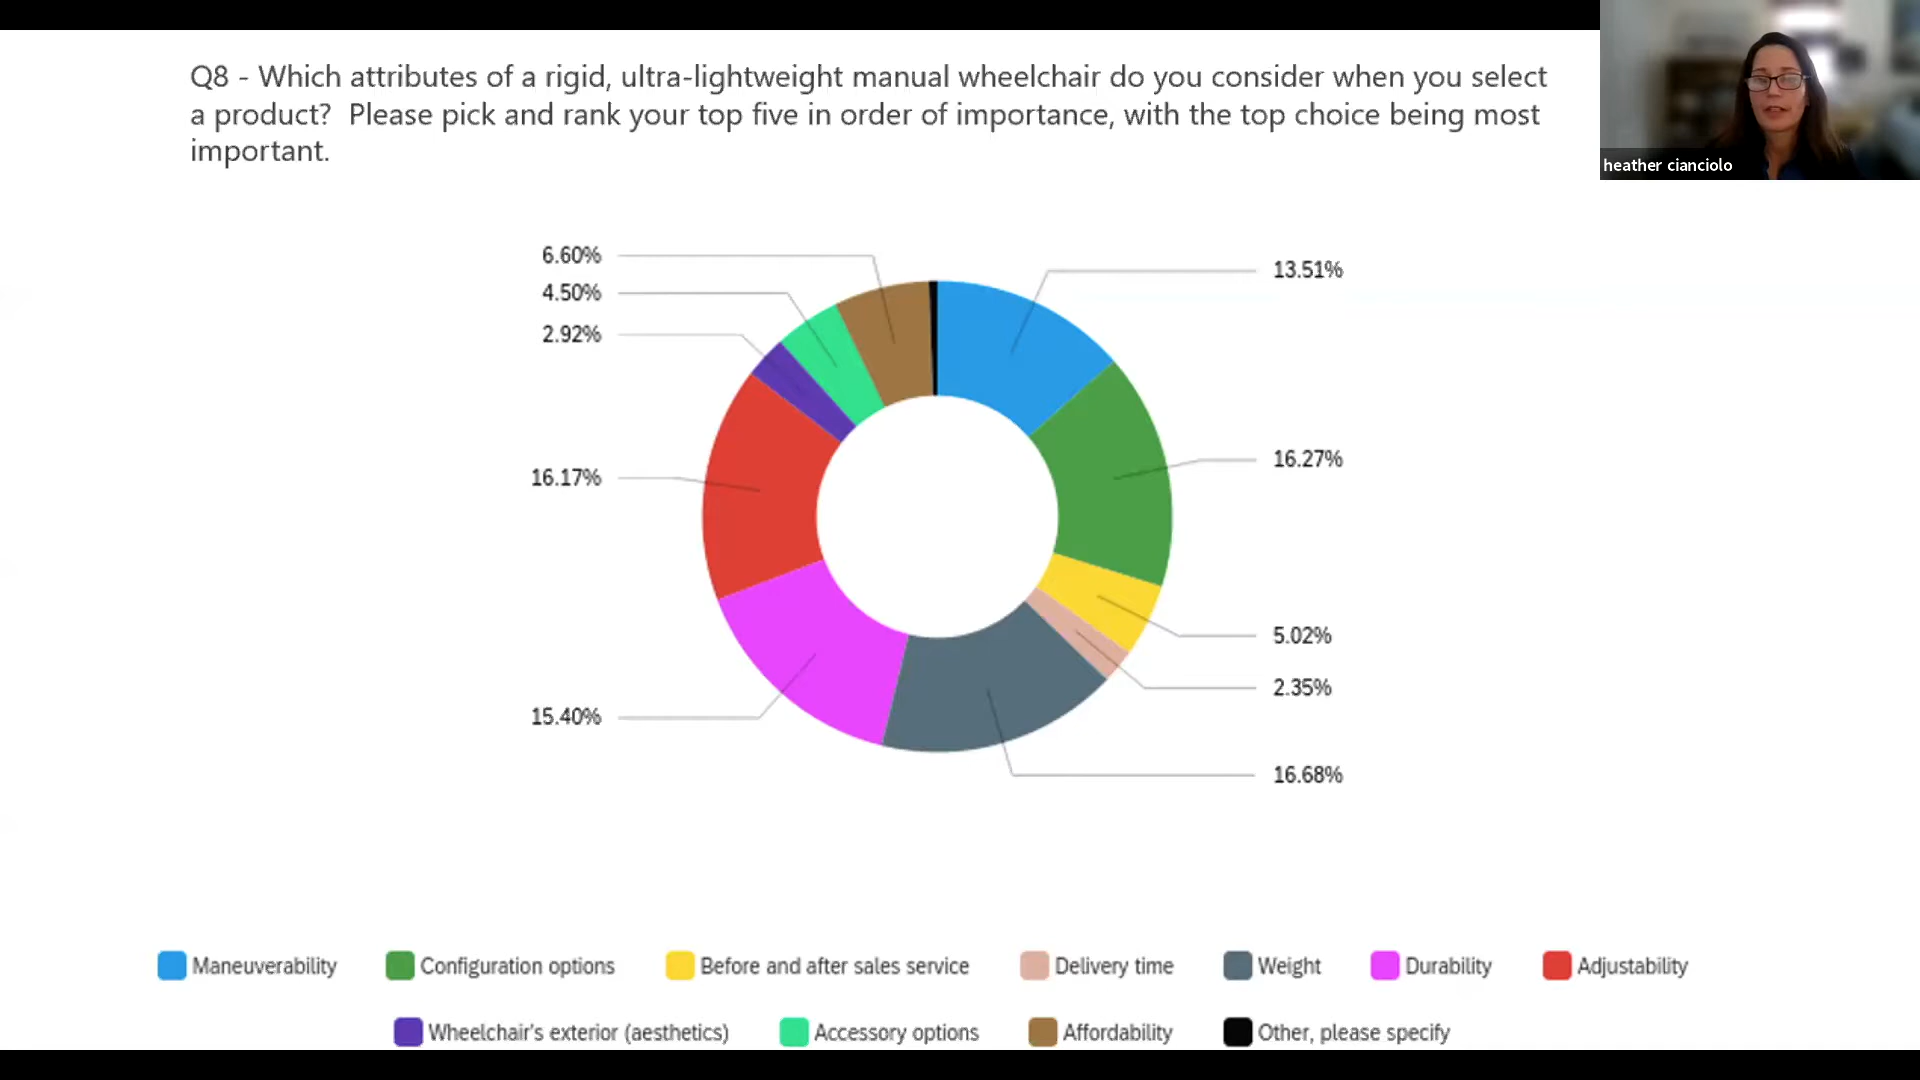 Q8 - Which attributes of a rigid, ultra-lightweight manual wheelchair do you consider when you select
a product? Please pick and rank your top five in order of importance, with the top choice being most
important.
heather cianciolo
6.60%
4.50%
2.92%
16.17%
15.40%
13.51%
16.27%
5.02%
2.35%
16.68%
Maneuverability Configuration options Before and after sales service Delivery time Weight Durability Adjustability
Wheelchair's exterior (aesthetics) Accessory options Affordability Other, please specify